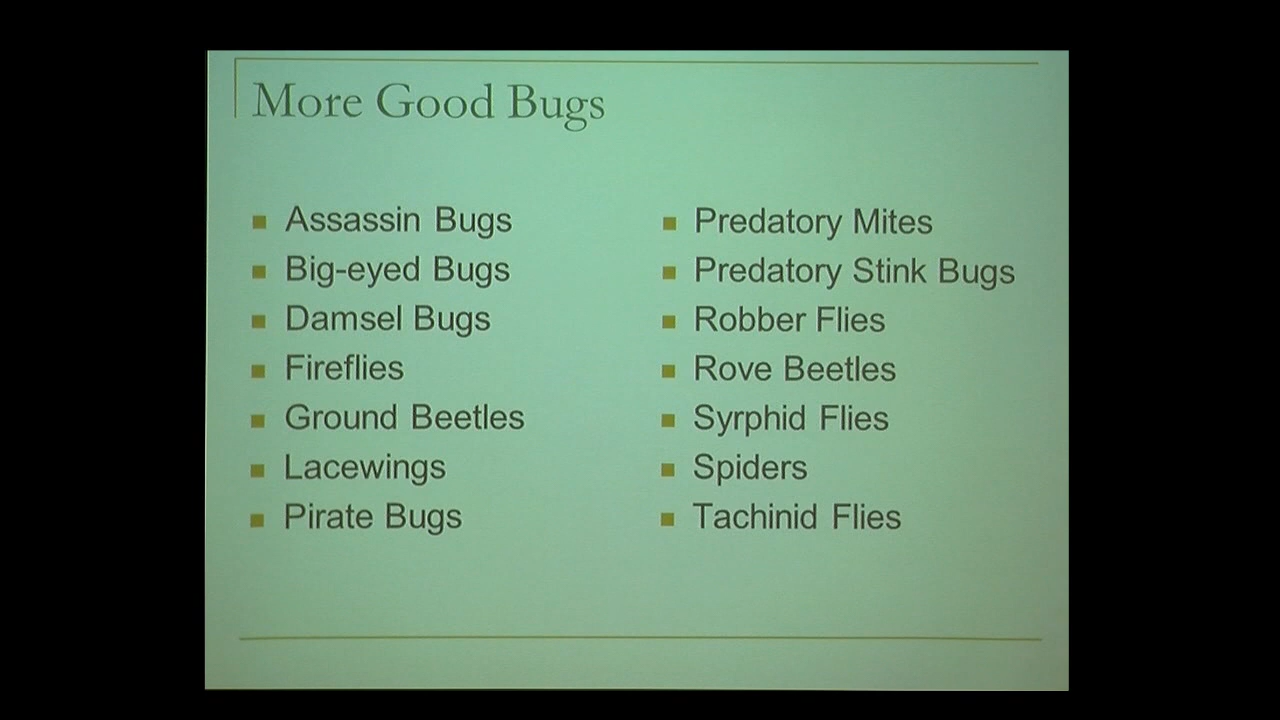 More Good Bugs
Assassin Bugs
Big-eyed Bugs
Damsel Bugs
Fireflies
Ground Beetles
Lacewings
Pirate Bugs
Predatory Mites
Predatory Stink Bugs
Robber Flies
Rove Beetles
Syrphid Flies
Spiders
Tachinid Flies